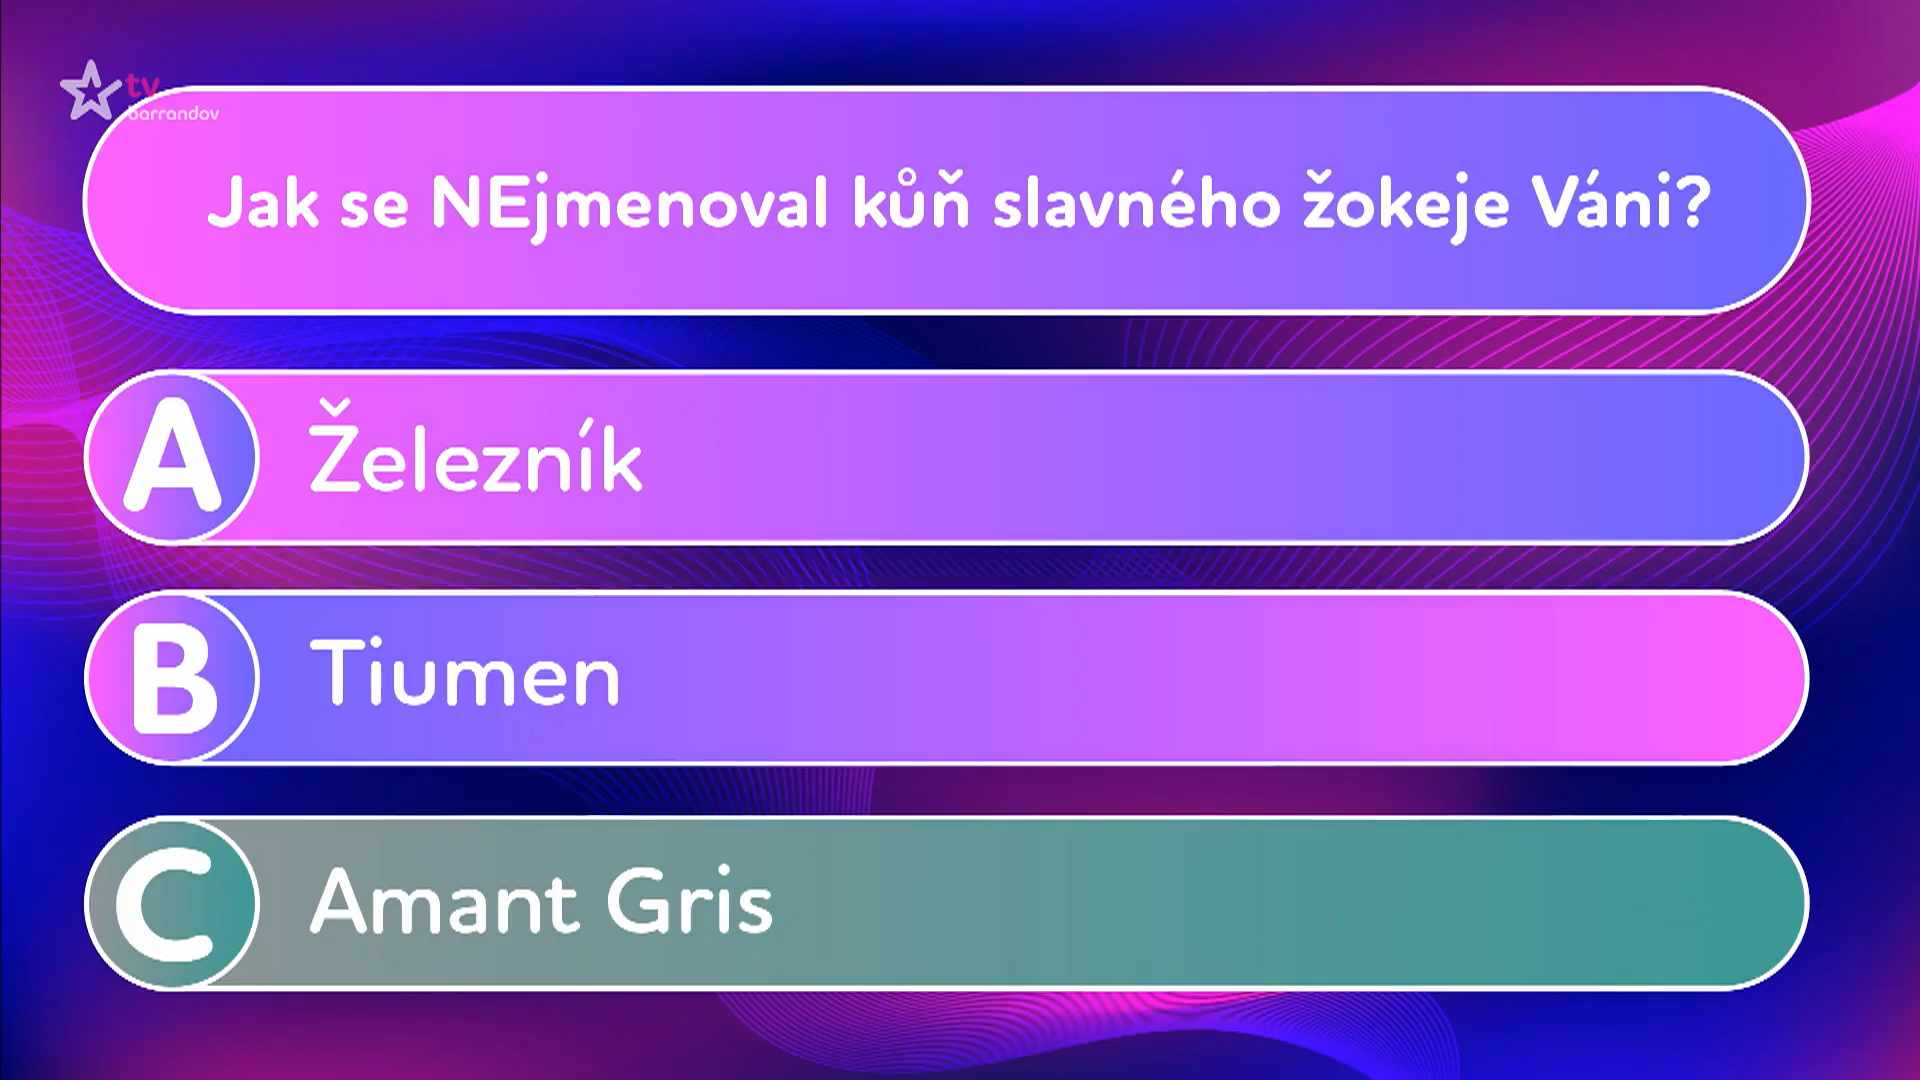 tv
barrandov
Jak se NEjmenoval kůň slavného žokeje Váni?
A Železník
B Tiumen
C Amant Gris